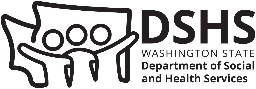 DSHS
WASHINGTON STATE
Department of Social
and Health Services